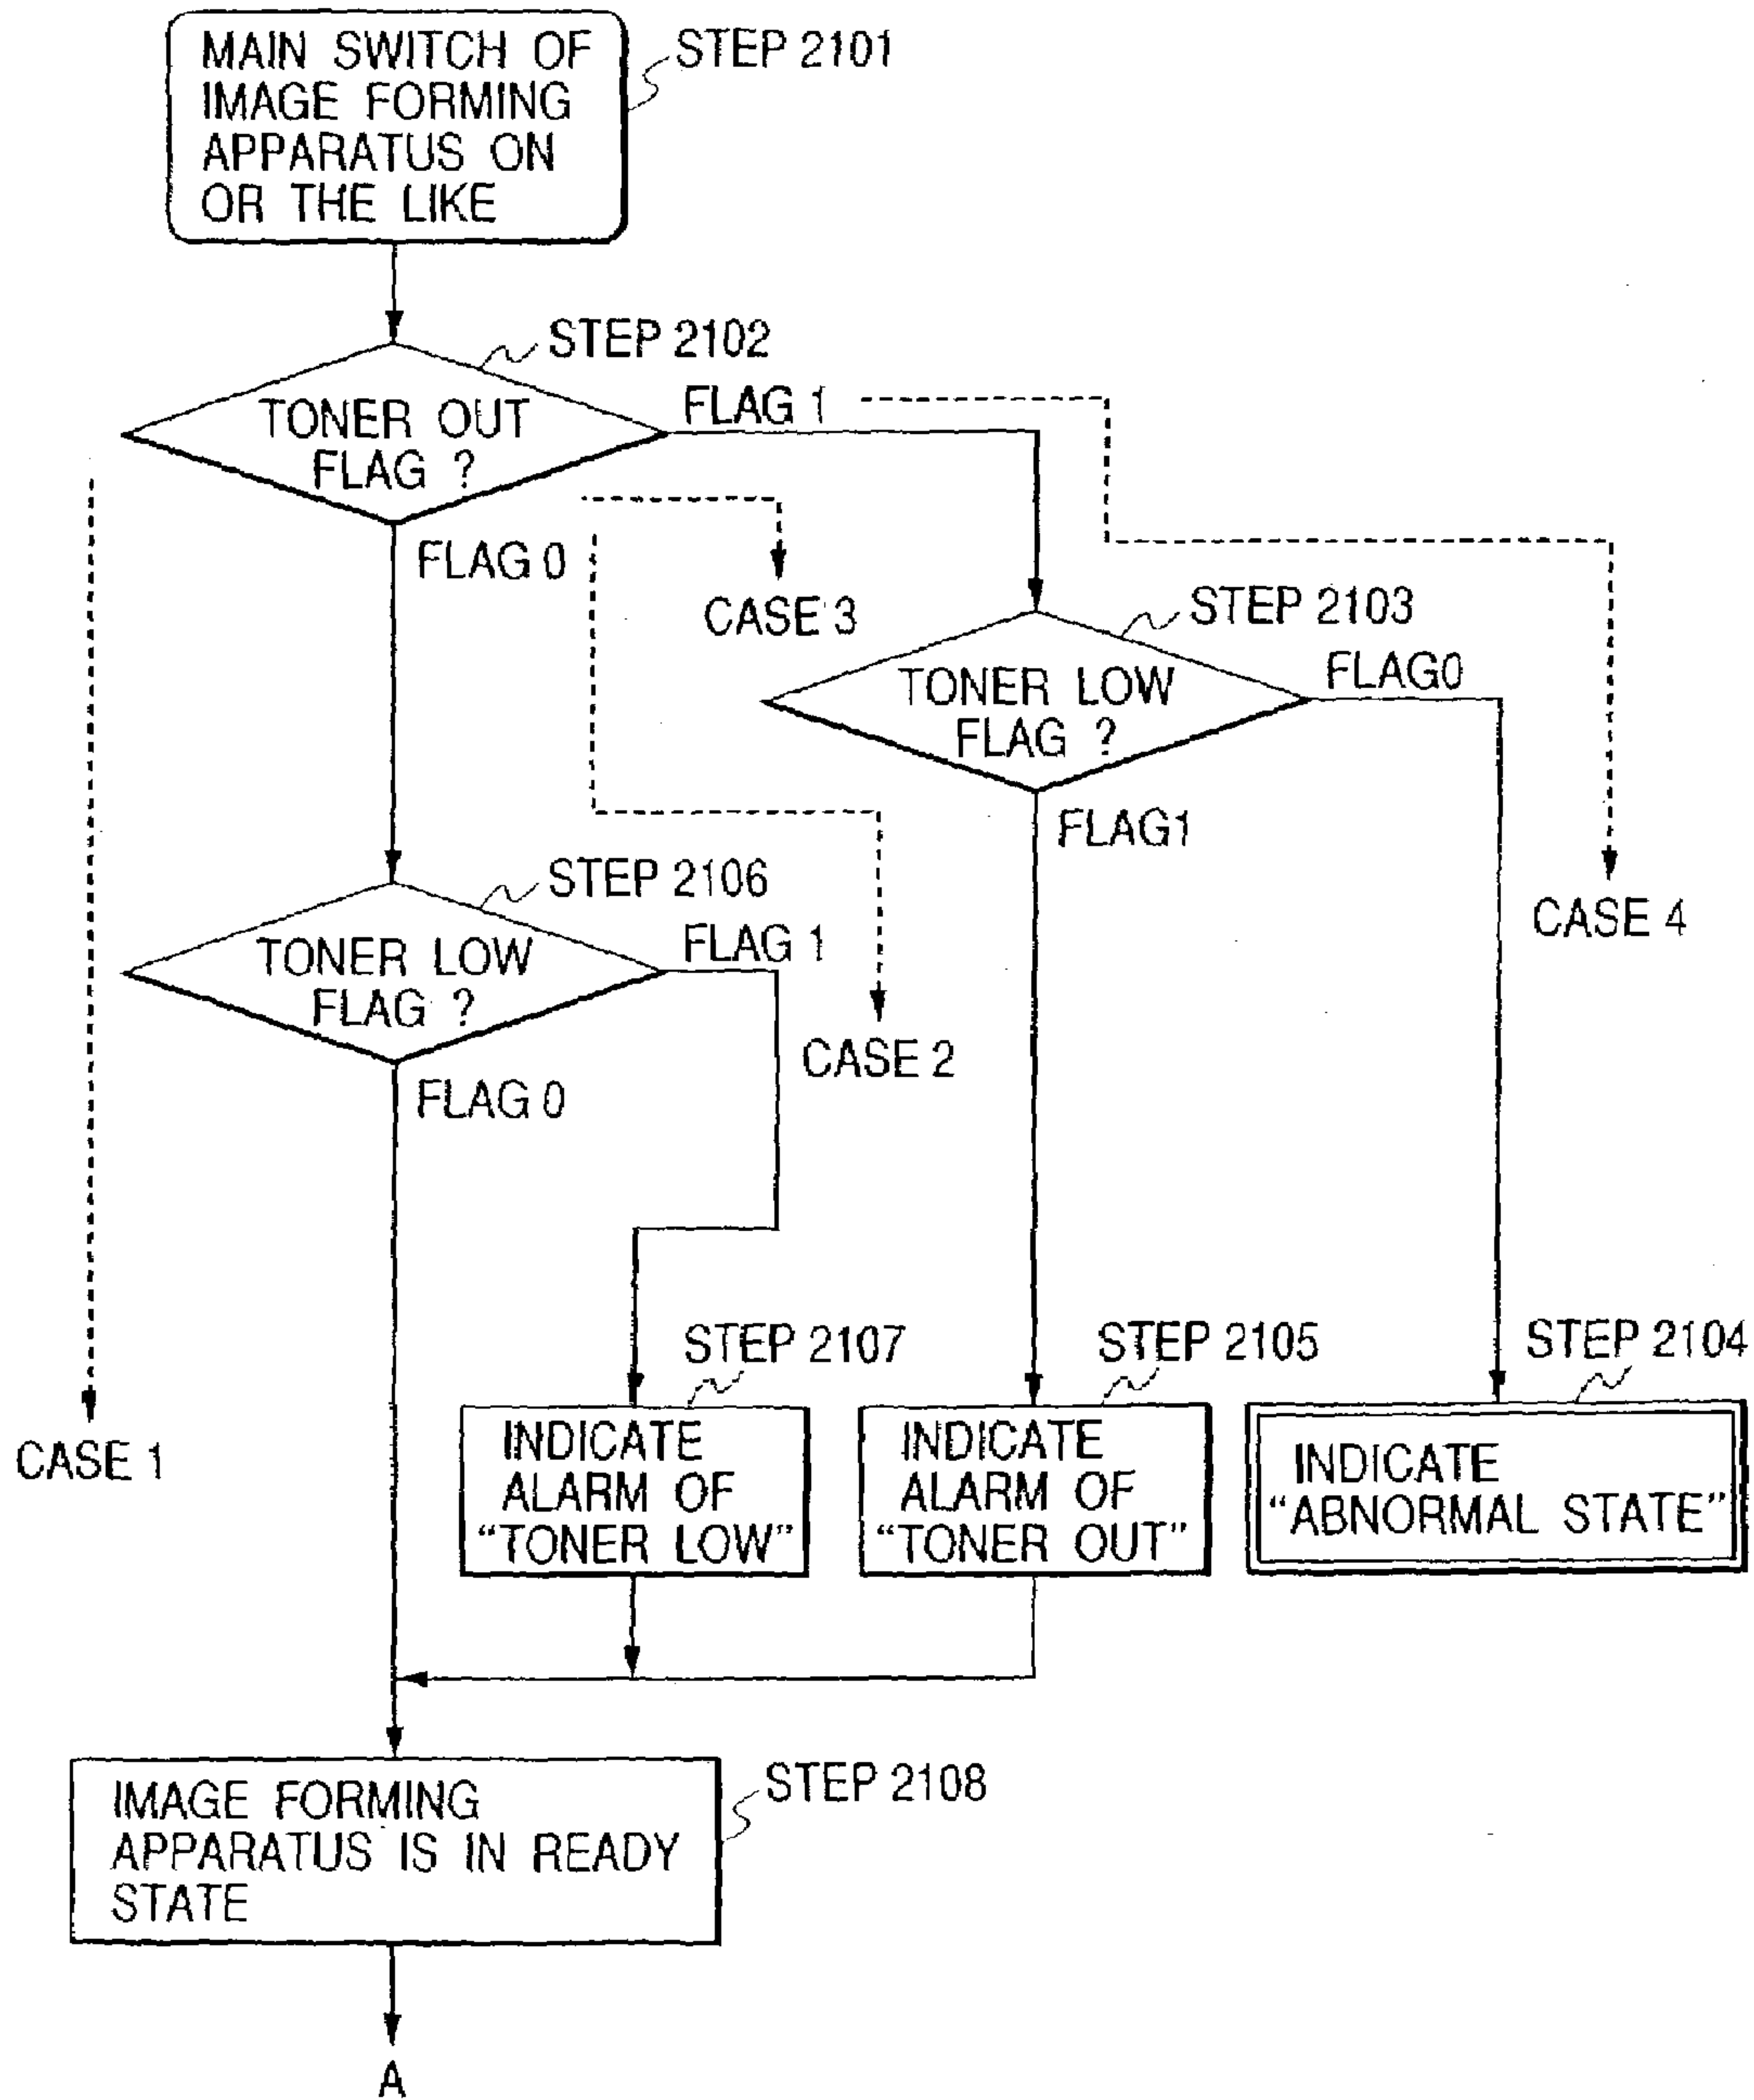 MAIN SWITCH OF
IMAGE FORMING
APPARATUS ON
OR THE LIKE
STEP 2101
STEP 2102
TONER OUT
FLAG ?
FLAG 1
FLAG 0
CASE 3
STEP 2103
TONER LOW
FLAG ?
FLAG0
FLAG1
CASE 4
STEP 2106
TONER LOW
FLAG ?
FLAG 1
FLAG 0
CASE 2
CASE 1
STEP 2107
INDICATE
ALARM OF
“TONER LOW”
STEP 2105
INDICATE
ALARM OF
“TONER OUT”
STEP 2104
INDICATE
“ABNORMAL STATE”
IMAGE FORMING
APPARATUS IS IN READY
STATE
STEP 2108
A